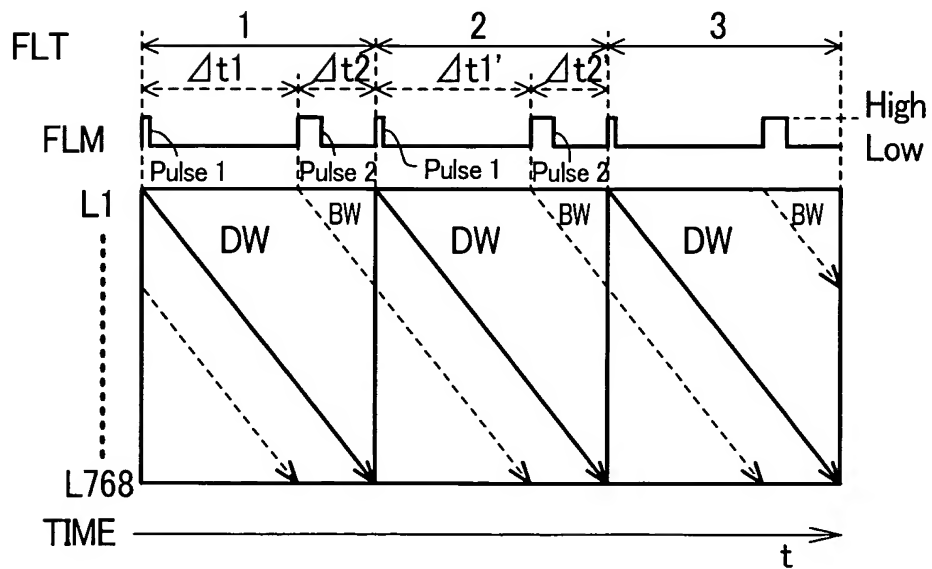 FLT 1 2 3
⊿t1 ⊿t2 ⊿t1' ⊿t2'
FLM High
Low
Pulse 1 Pulse 2 Pulse 1 Pulse 2
L1 BW BW BW
DW DW DW
L768
TIME
t